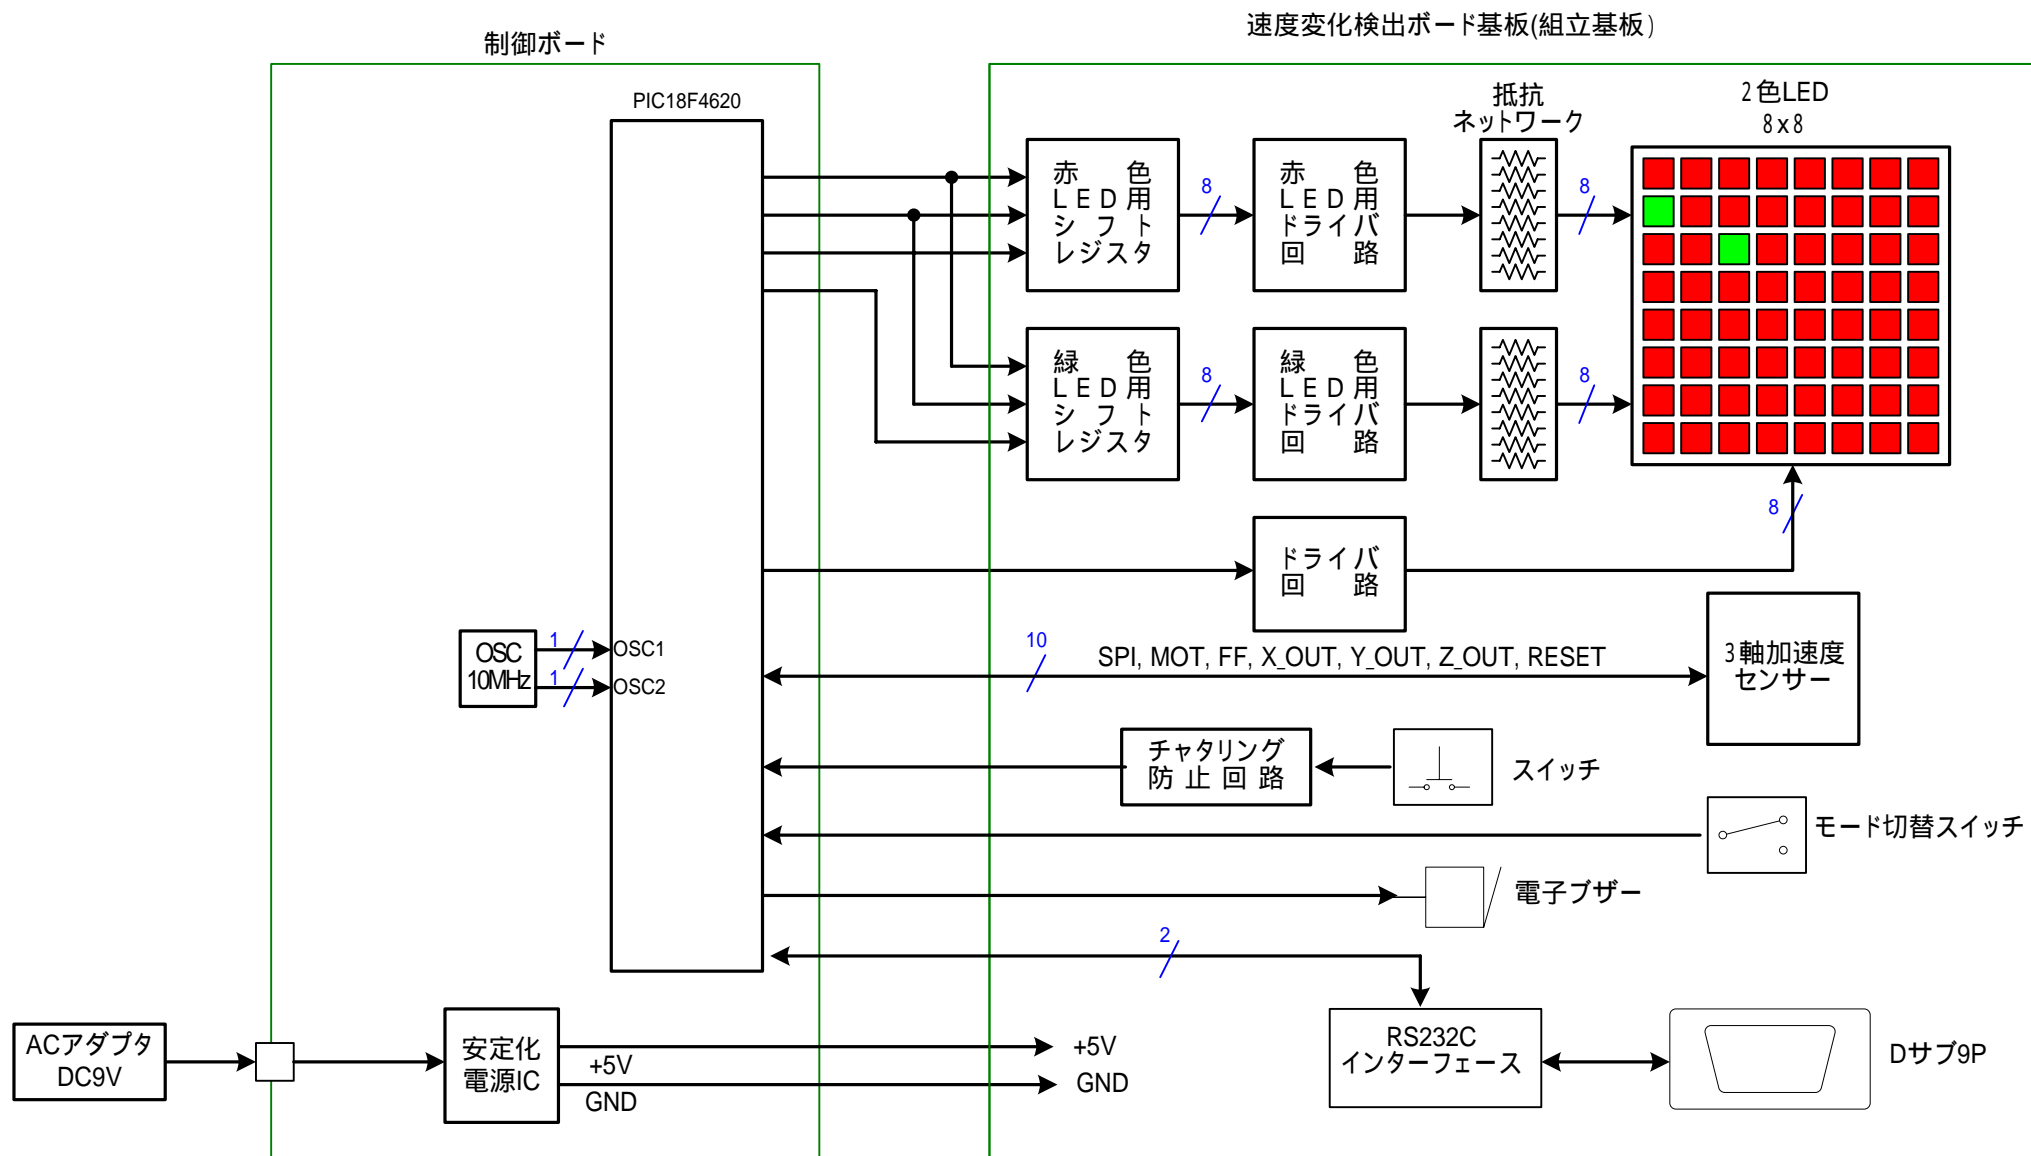 制御ボード
速度変化検出ボード基板(組立基板)
PIC18F4620
抵抗
ネットワーク
2色LED
8x8
赤 色
LED用
シフト
レジスタ
8
赤 色
LED用
ドライバ
回 路
8
緑 色
LED用
シフト
レジスタ
8
緑 色
LED用
ドライバ
回 路
8
ドライバ
回 路
8
OSC
10MHz
1
1
OSC1
OSC2
10
SPI, MOT, FF, X_OUT, Y_OUT, Z_OUT, RESET
3軸加速度
センサー
チャタリング
防止回路
スイッチ
モード切替スイッチ
電子ブザー
2
ACアダプタ
DC9V
安定化
電源IC
+5V
GND
+5V
GND
RS232C
インターフェース
Dサブ9P